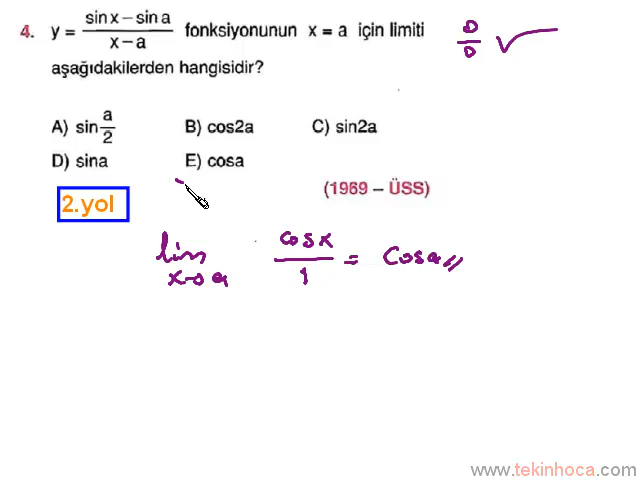 4. y = (sin x – sin a) / (x – a) fonksiyonunun x = a için limiti
aşağıdakilerden hangisidir?
0/0 ✓
A) sin a/2 B) cos2a C) sin2a
D) sina E) cosa
(1969 – ÜSS)
2.yol
lim x→a cosx / 1 = cosa //
www.tekinhoca.com